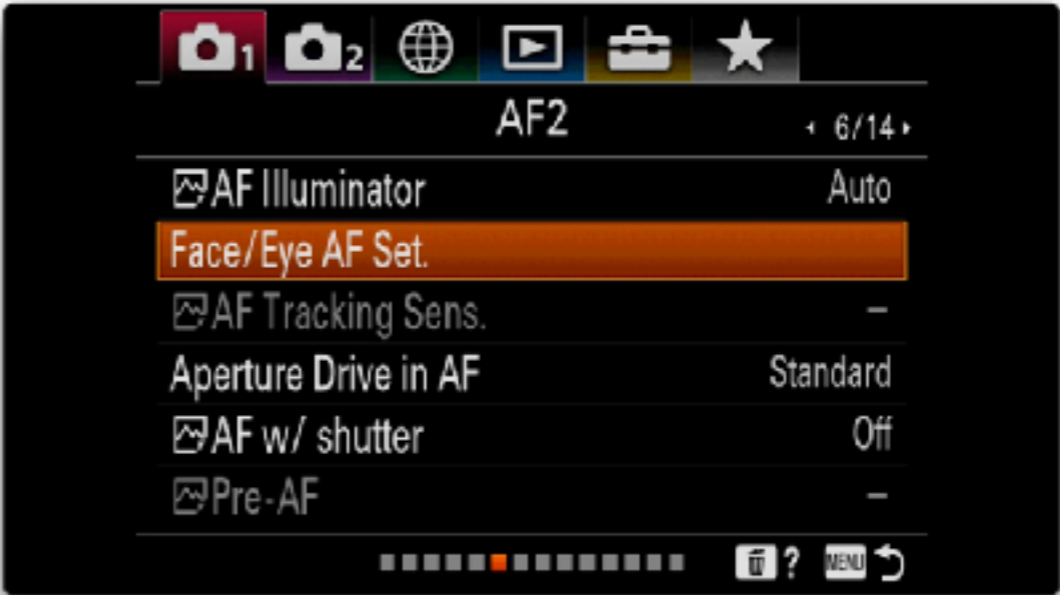 1 2
AF2 6/14
AF Illuminator Auto
Face/Eye AF Set.
AF Tracking Sens. –
Aperture Drive in AF Standard
AF w/ shutter Off
Pre-AF –
? MENU